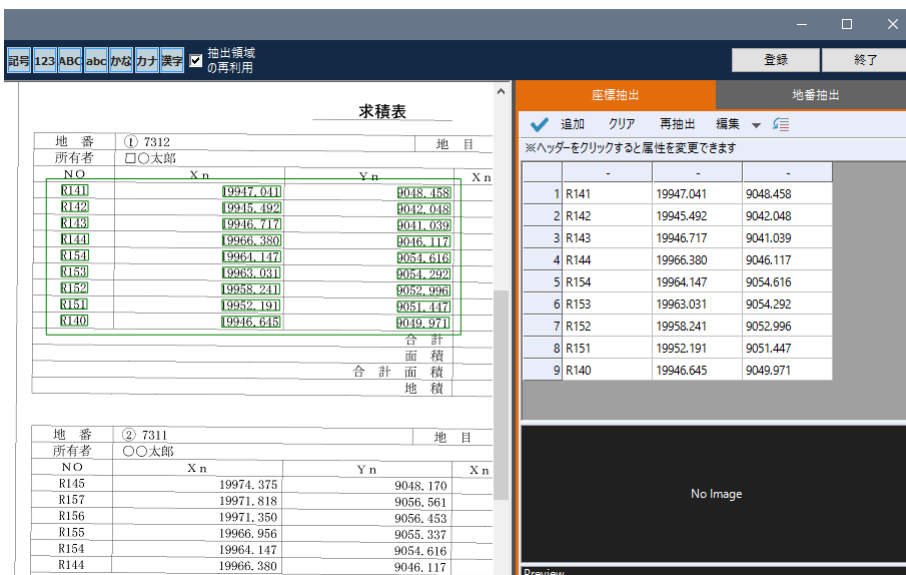 記号 123 ABC abc かな カナ 漢字 抽出領域
の再利用
登録 終了
求積表
地 番 ① 7312 地 目
所有者 □○太郎
NO Xn Yn Xn
R141 19947.041 9048.458
R142 19945.492 9042.048
R143 19946.717 9041.039
R144 19966.380 9046.117
R154 19964.147 9054.616
R153 19963.031 9054.292
R152 19958.241 9052.996
R151 19952.191 9051.447
R140 19946.645 9049.971
合 計
面 積
合 計 面 積
地 積
地 番 ② 7311 地 目
所有者 ○○太郎
NO Xn Yn Xn
R145 19974.375 9048.170
R157 19971.818 9056.561
R156 19971.350 9056.453
R155 19966.956 9055.337
R154 19964.147 9054.616
R144 19966.380 9046.117
座標抽出 地番抽出
追加 クリア 再抽出 編集
※ヘッダーをクリックすると属性を変更できます
- - -
1 R141 19947.041 9048.458
2 R142 19945.492 9042.048
3 R143 19946.717 9041.039
4 R144 19966.380 9046.117
5 R154 19964.147 9054.616
6 R153 19963.031 9054.292
7 R152 19958.241 9052.996
8 R151 19952.191 9051.447
9 R140 19946.645 9049.971
No Image
Preview